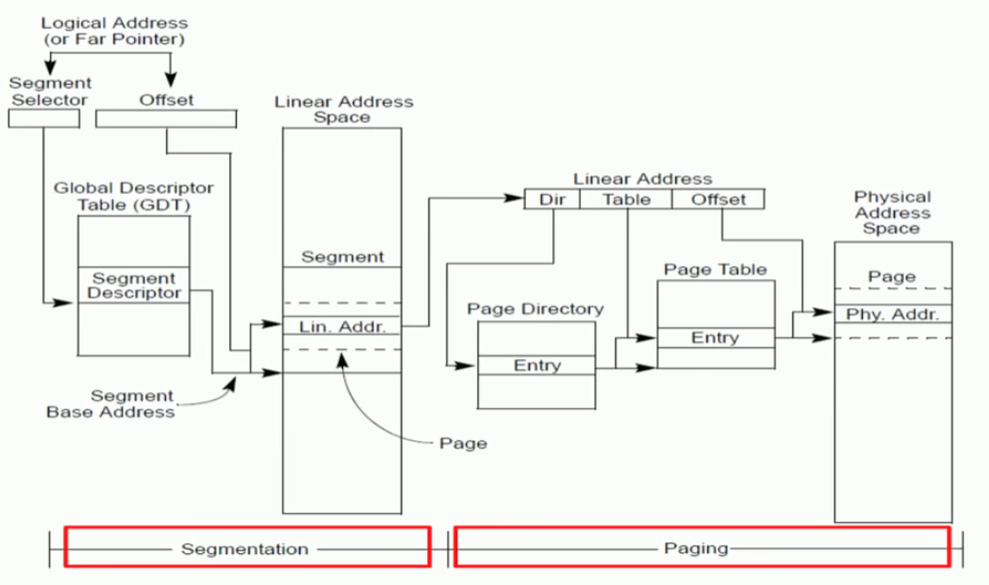 Logical Address
(or Far Pointer)
Segment
Selector
Offset
Linear Address
Space
Global Descriptor
Table (GDT)
Segment
Descriptor
Segment
Base Address
Segment
Lin. Addr.
Page
Linear Address
Dir
Table
Offset
Page Directory
Entry
Page Table
Entry
Physical
Address
Space
Page
Phy. Addr.
Segmentation
Paging